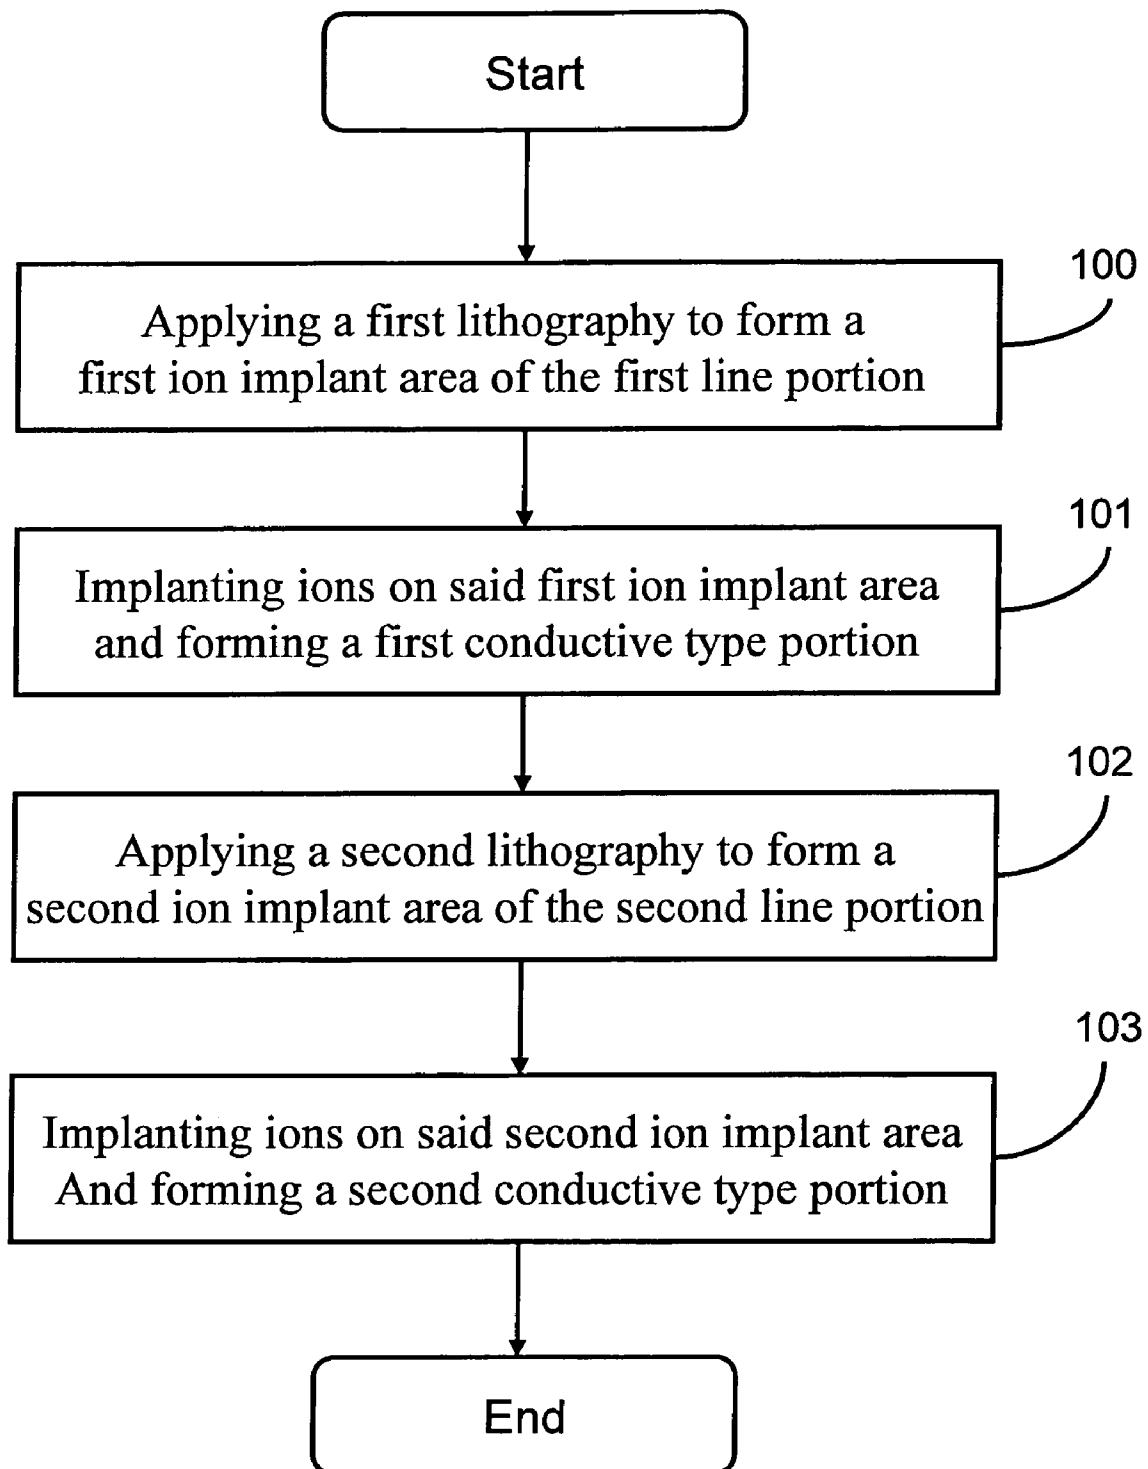 Start
100
Applying a first lithography to form a
first ion implant area of the first line portion
101
Implanting ions on said first ion implant area
and forming a first conductive type portion
102
Applying a second lithography to form a
second ion implant area of the second line portion
103
Implanting ions on said second ion implant area
And forming a second conductive type portion
End